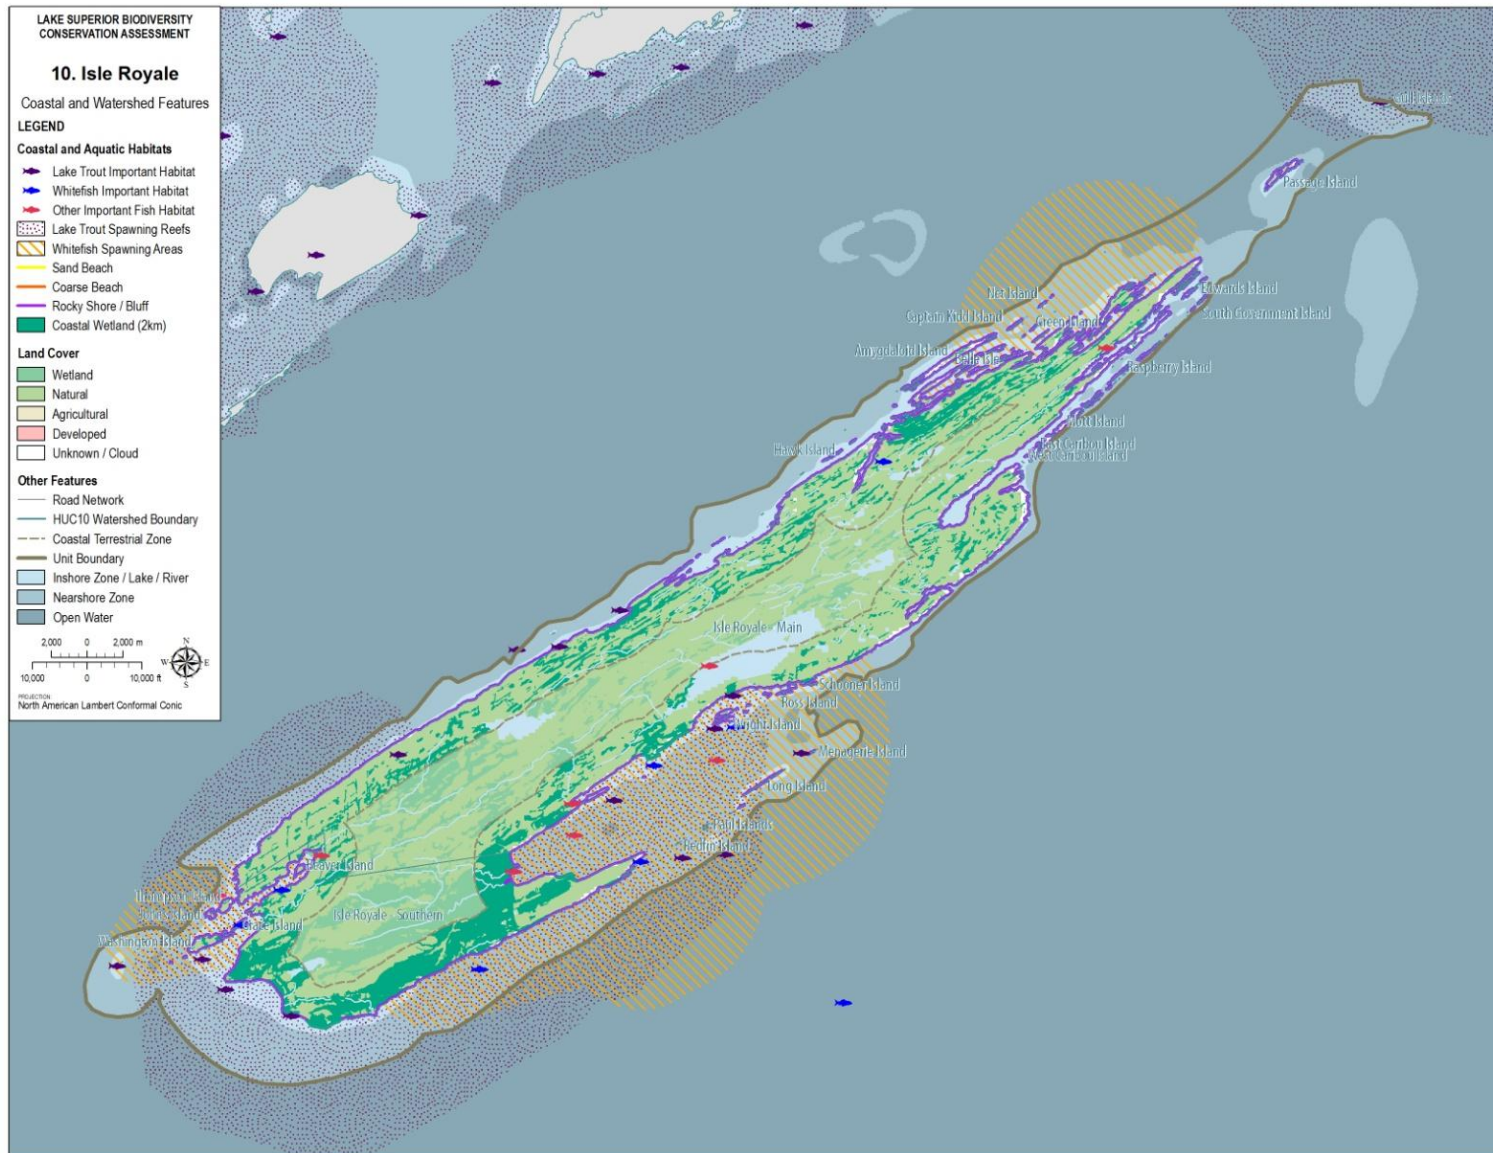 LAKE SUPERIOR BIODIVERSITY
CONSERVATION ASSESSMENT
10. Isle Royale
Coastal and Watershed Features
LEGEND
Coastal and Aquatic Habitats
Lake Trout Important Habitat
Whitefish Important Habitat
Other Important Fish Habitat
Lake Trout Spawning Reefs
Whitefish Spawning Areas
Sand Beach
Coarse Beach
Rocky Shore / Bluff
Coastal Wetland (2km)
Land Cover
Wetland
Natural
Agricultural
Developed
Unknown / Cloud
Other Features
Road Network
HUC10 Watershed Boundary
Coastal Terrestrial Zone
Unit Boundary
Inshore Zone / Lake / River
Nearshore Zone
Open Water
2,000 0 2,000 m
10,000 0 10,000 ft
N
W E
S
PROJECTION
North American Lambert Conformal Conic
Passage Island
Edwards Island
Net Island
South Government Island
Captain Kidd Island
Green Island
Amygdaloid Island
Belle Isle
Raspberry Island
Mott Island
East Caribou Island
West Caribou Island
Hawk Island
Isle Royale - Main
Schooner Island
Ross Island
Wright Island
Menagerie Island
Long Island
Paul Islands
Redfin Island
Beaver Island
Thompson Island
Johns Island
Isle Royale - Southern
Grace Island
Washington Island